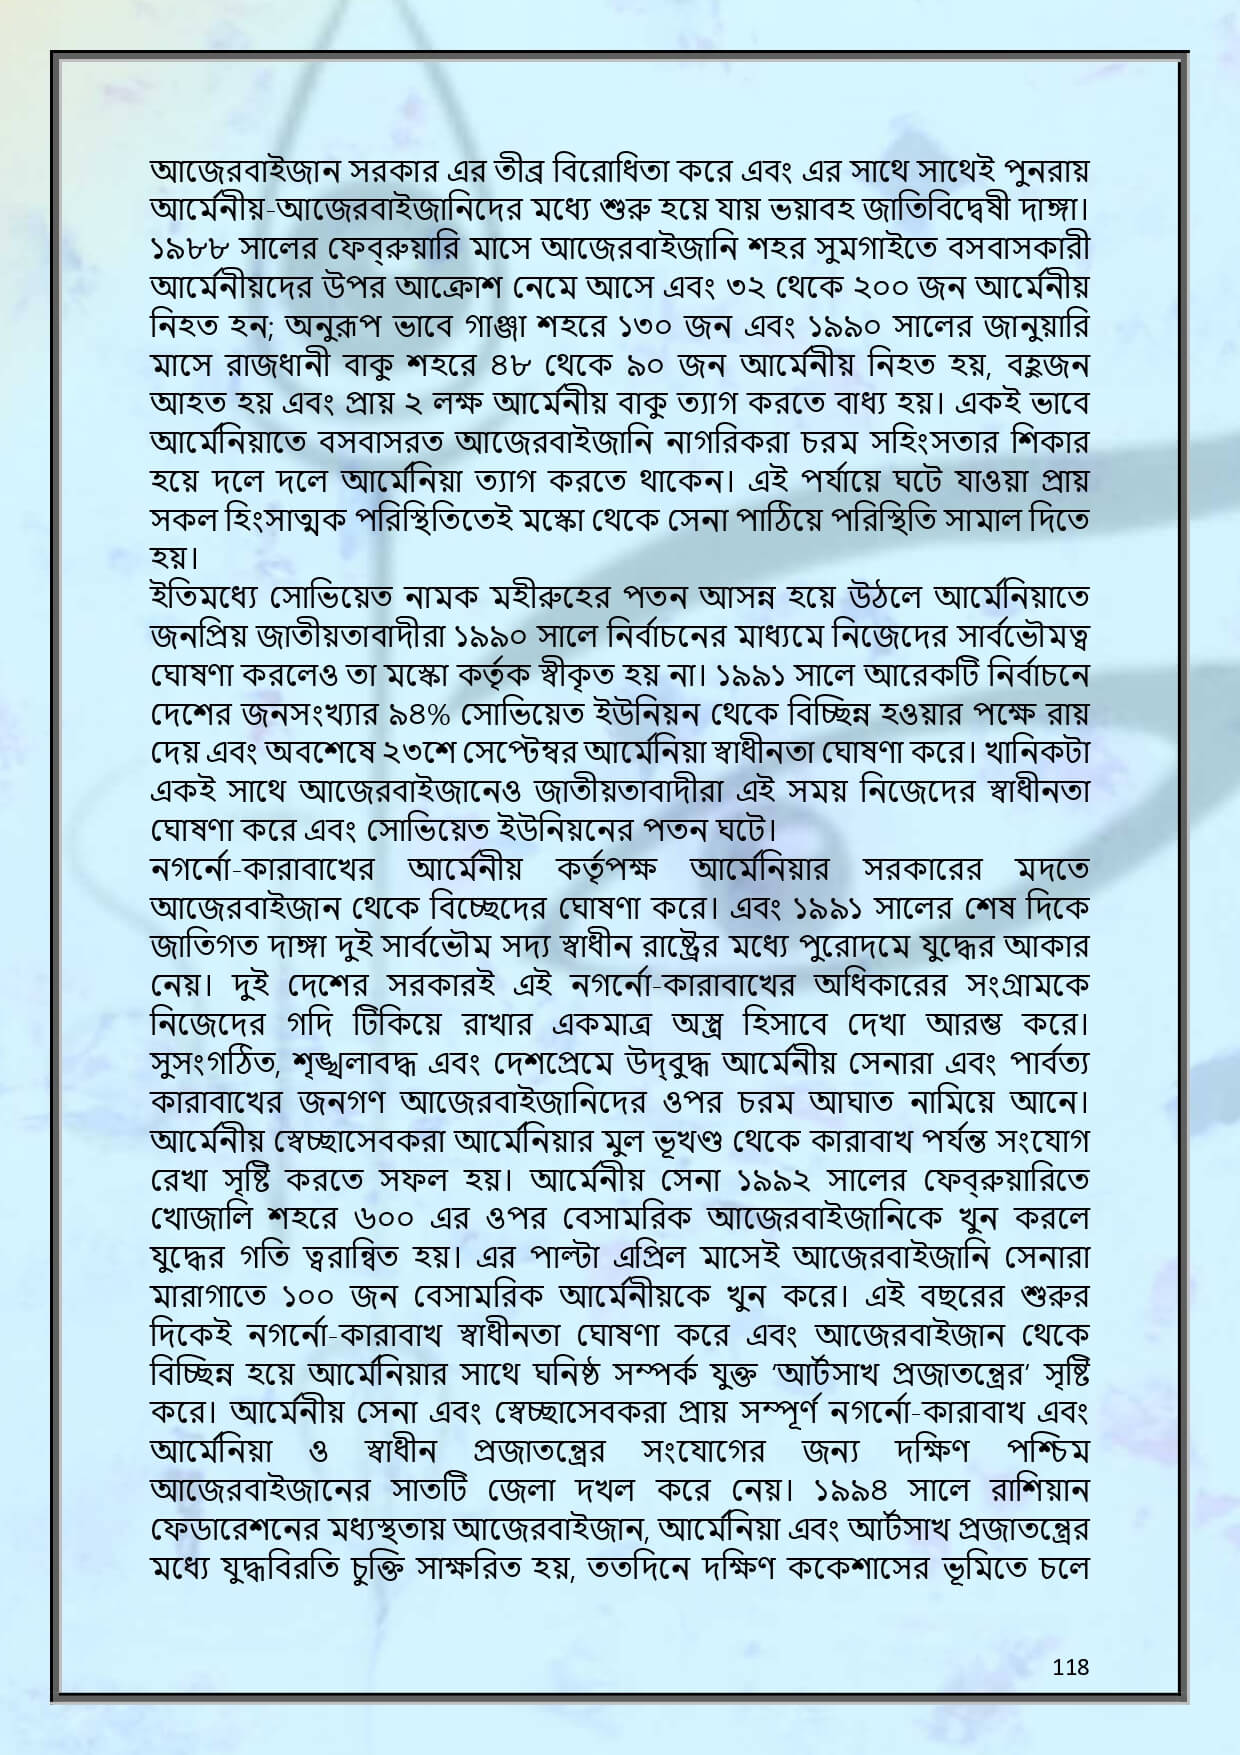 আজেরবাইজান সরকার এর তীব্র বিরোধিতা করে এবং এর সাথে সাথেই পুনরায়
আর্মেনীয়-আজেরবাইজানিদের মধ্যে শুরু হয়ে যায় ভয়াবহ জাতিবিদ্বেষী দাঙ্গা।
১৯৮৮ সালের ফেব্রুয়ারি মাসে আজেরবাইজানি শহর সুমগাইতে বসবাসকারী
আর্মেনীয়দের উপর আক্রোশ নেমে আসে এবং ৩২ থেকে ২০০ জন আর্মেনীয়
নিহত হন; অনুরূপ ভাবে গাঞ্জা শহরে ১৩০ জন এবং ১৯৯০ সালের জানুয়ারি
মাসে রাজধানী বাকু শহরে ৪৮ থেকে ৯০ জন আর্মেনীয় নিহত হয়, বহুজন
আহত হয় এবং প্রায় ২ লক্ষ আর্মেনীয় বাকু ত্যাগ করতে বাধ্য হয়। একই ভাবে
আর্মেনিয়াতে বসবাসরত আজেরবাইজানি নাগরিকরা চরম সহিংসতার শিকার
হয়ে দলে দলে আর্মেনিয়া ত্যাগ করতে থাকেন। এই পর্যায়ে ঘটে যাওয়া প্রায়
সকল হিংসাত্মক পরিস্থিতিতেই মস্কো থেকে সেনা পাঠিয়ে পরিস্থিতি সামাল দিতে
হয়।
ইতিমধ্যে সোভিয়েত নামক মহীরুহের পতন আসন্ন হয়ে উঠলে আর্মেনিয়াতে
জনপ্রিয় জাতীয়তাবাদীরা ১৯৯০ সালে নির্বাচনের মাধ্যমে নিজেদের সার্বভৌমত্ব
ঘোষণা করলেও তা মস্কো কর্তৃক স্বীকৃত হয় না। ১৯৯১ সালে আরেকটি নির্বাচনে
দেশের জনসংখ্যার ৯৪% সোভিয়েত ইউনিয়ন থেকে বিচ্ছিন্ন হওয়ার পক্ষে রায়
দেয় এবং অবশেষে ২৩শে সেপ্টেম্বর আর্মেনিয়া স্বাধীনতা ঘোষণা করে। খানিকটা
একই সাথে আজেরবাইজানেও জাতীয়তাবাদীরা এই সময় নিজেদের স্বাধীনতা
ঘোষণা করে এবং সোভিয়েত ইউনিয়নের পতন ঘটে।
নগর্নো-কারাবাখের আর্মেনীয় কর্তৃপক্ষ আর্মেনিয়ার সরকারের মদতে
আজেরবাইজান থেকে বিচ্ছেদের ঘোষণা করে। এবং ১৯৯১ সালের শেষ দিকে
জাতিগত দাঙ্গা দুই সার্বভৌম সদ্য স্বাধীন রাষ্ট্রের মধ্যে পুরোদমে যুদ্ধের আকার
নেয়। দুই দেশের সরকারই এই নগর্নো-কারাবাখের অধিকারের সংগ্রামকে
নিজেদের গদি টিকিয়ে রাখার একমাত্র অস্ত্র হিসাবে দেখা আরম্ভ করে।
সুসংগঠিত, শৃঙ্খলাবদ্ধ এবং দেশপ্রেমে উদ্‌বুদ্ধ আর্মেনীয় সেনারা এবং পার্বত্য
কারাবাখের জনগণ আজেরবাইজানিদের ওপর চরম আঘাত নামিয়ে আনে।
আর্মেনীয় স্বেচ্ছাসেবকরা আর্মেনিয়ার মুল ভূখণ্ড থেকে কারাবাখ পর্যন্ত সংযোগ
রেখা সৃষ্টি করতে সফল হয়। আর্মেনীয় সেনা ১৯৯২ সালের ফেব্রুয়ারিতে
খোজালি শহরে ৬০০ এর ওপর বেসামরিক আজেরবাইজানিকে খুন করলে
যুদ্ধের গতি ত্বরান্বিত হয়। এর পাল্টা এপ্রিল মাসেই আজেরবাইজানি সেনারা
মারাগাতে ১০০ জন বেসামরিক আর্মেনীয়কে খুন করে। এই বছরের শুরুর
দিকেই নগর্নো-কারাবাখ স্বাধীনতা ঘোষণা করে এবং আজেরবাইজান থেকে
বিচ্ছিন্ন হয়ে আর্মেনিয়ার সাথে ঘনিষ্ঠ সম্পর্ক যুক্ত ‘আর্টসাখ প্রজাতন্ত্রের’ সৃষ্টি
করে। আর্মেনীয় সেনা এবং স্বেচ্ছাসেবকরা প্রায় সম্পূর্ণ নগর্নো-কারাবাখ এবং
আর্মেনিয়া ও স্বাধীন প্রজাতন্ত্রের সংযোগের জন্য দক্ষিণ পশ্চিম
আজেরবাইজানের সাতটি জেলা দখল করে নেয়। ১৯৯৪ সালে রাশিয়ান
ফেডারেশনের মধ্যস্থতায় আজেরবাইজান, আর্মেনিয়া এবং আর্টসাখ প্রজাতন্ত্রের
মধ্যে যুদ্ধবিরতি চুক্তি সাক্ষরিত হয়, ততদিনে দক্ষিণ ককেশাসের ভূমিতে চলে
118